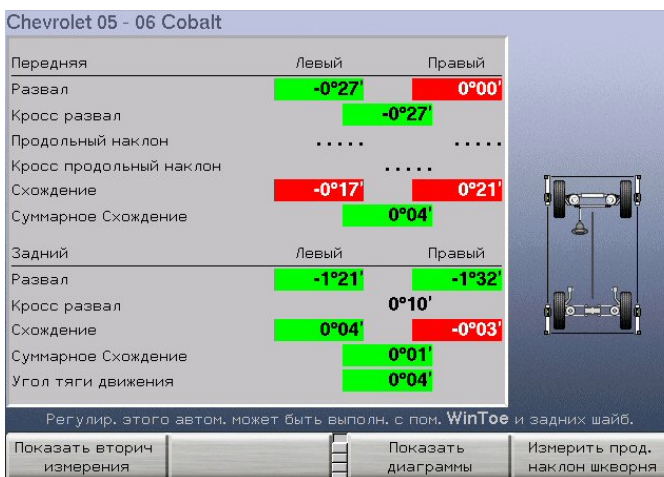 Chevrolet 05 - 06 Cobalt
Передняя Левый Правый
Развал -0°27' 0°00'
Кросс развал -0°27'
Продольный наклон ..... .....
Кросс продольный наклон .....
Схождение -0°17' 0°21'
Суммарное Схождение 0°04'
Задний Левый Правый
Развал -1°21' -1°32'
Кросс развал 0°10'
Схождение 0°04' -0°03'
Суммарное Схождение 0°01'
Угол тяги движения 0°04'
Регулир. этого автом. может быть выполн. с пом. WinToe и задних шайб.
Показать вторич измерения
Показать диаграммы
Измерить прод. наклон шкворня